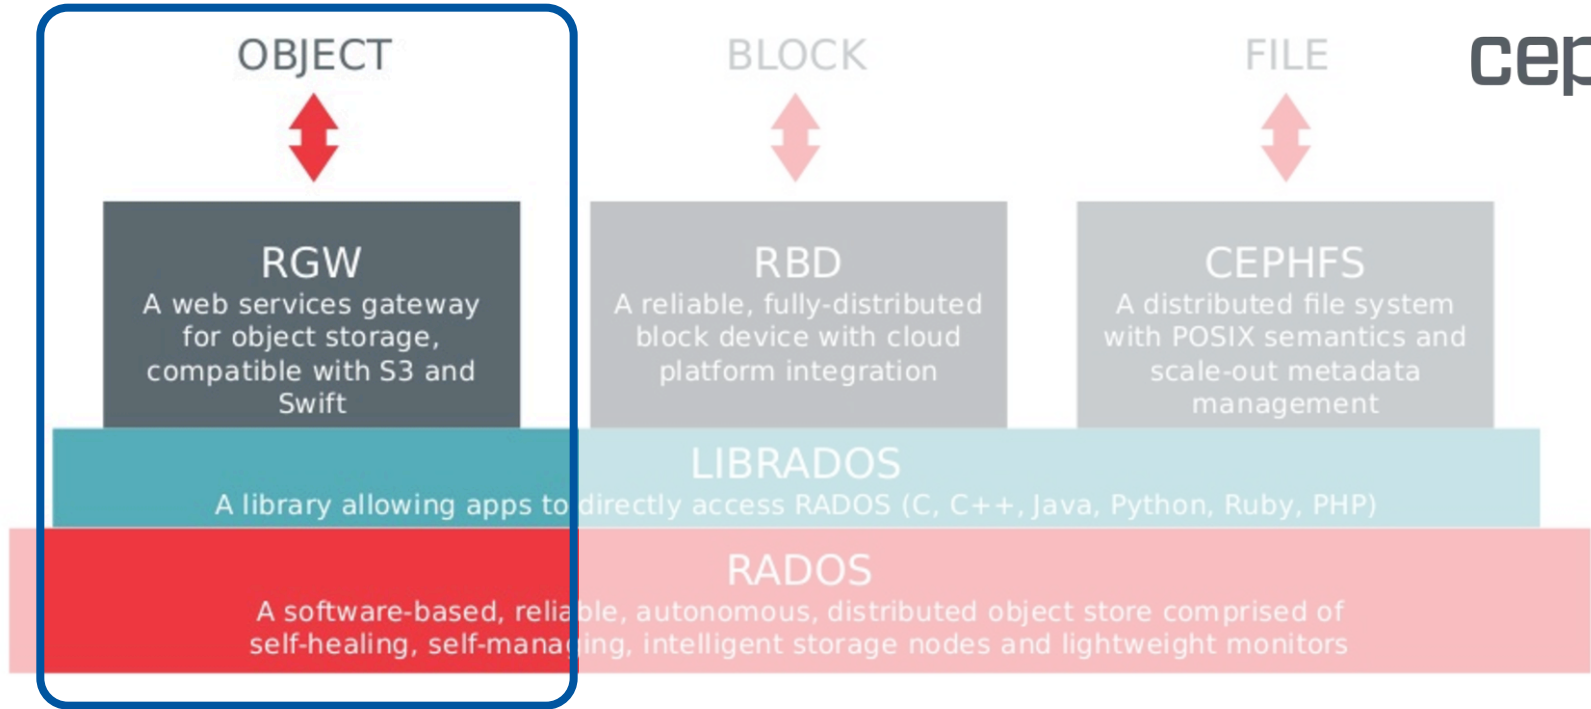 OBJECT
BLOCK
FILE
cep
RGW
A web services gateway
for object storage,
compatible with S3 and
Swift
RBD
A reliable, fully-distributed
block device with cloud
platform integration
CEPHFS
A distributed file system
with POSIX semantics and
scale-out metadata
management
LIBRADOS
A library allowing apps to directly access RADOS (C, C++, Java, Python, Ruby, PHP)
RADOS
A software-based, reliable, autonomous, distributed object store comprised of
self-healing, self-managing, intelligent storage nodes and lightweight monitors